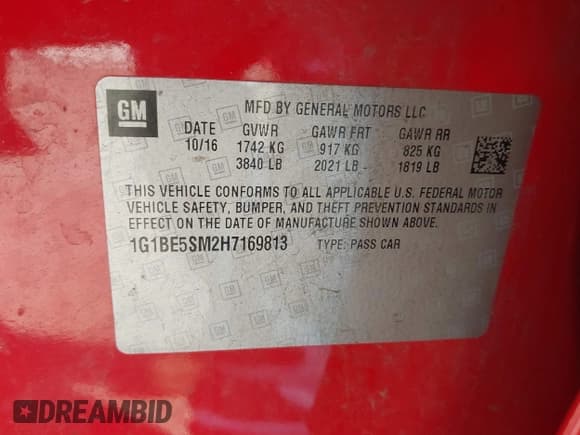 GM
MFD BY GENERAL MOTORS LLC
DATE GVWR GAWR FRT GAWR RR
10/16 1742 KG 917 KG 825 KG
3840 LB 2021 LB 1819 LB
THIS VEHICLE CONFORMS TO ALL APPLICABLE U.S. FEDERAL MOTOR
VEHICLE SAFETY, BUMPER, AND THEFT PREVENTION STANDARDS IN
EFFECT ON THE DATE OF MANUFACTURE SHOWN ABOVE.
1G1BE5SM2H7169813 TYPE: PASS CAR
DREAMBID